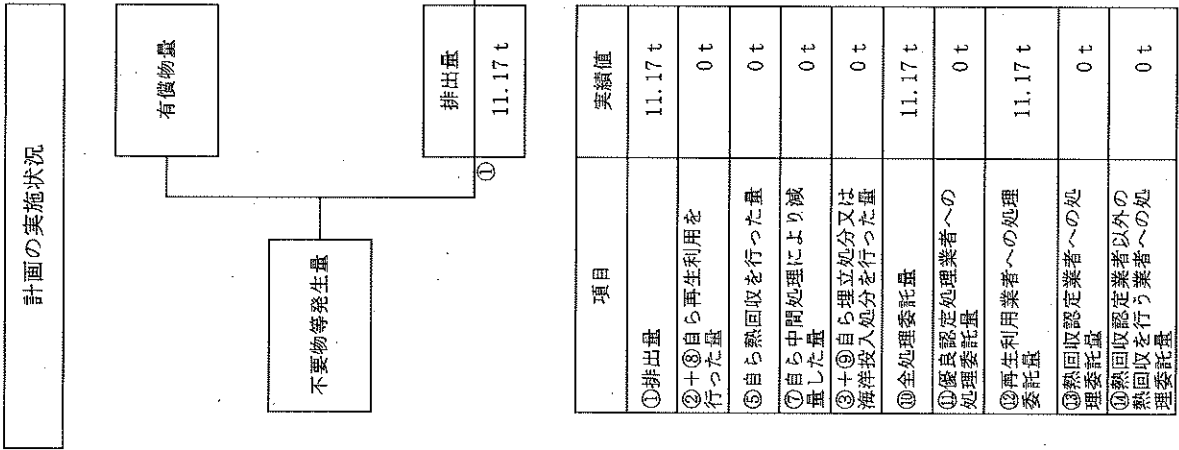 計画の実施状況
有償物量
不要物等発生量
排出量
①
11.17 t
項目
実績値
①排出量
11.17 t
②+⑧自ら再生利用を
行った量
0 t
⑤自ら熱回収を行った量
0 t
⑦自ら中間処理により減
量した量
0 t
③+⑨自ら埋立処分又は
海洋投入処分を行った量
0 t
⑩全処理委託量
11.17 t
⑪優良認定処理業者への
処理委託量
0 t
⑫再生利用業者への処理
委託量
11.17 t
⑬熱回収認定業者への処
理委託量
0 t
⑭熱回収認定業者以外の
熱回収を行う業者への処
理委託量
0 t